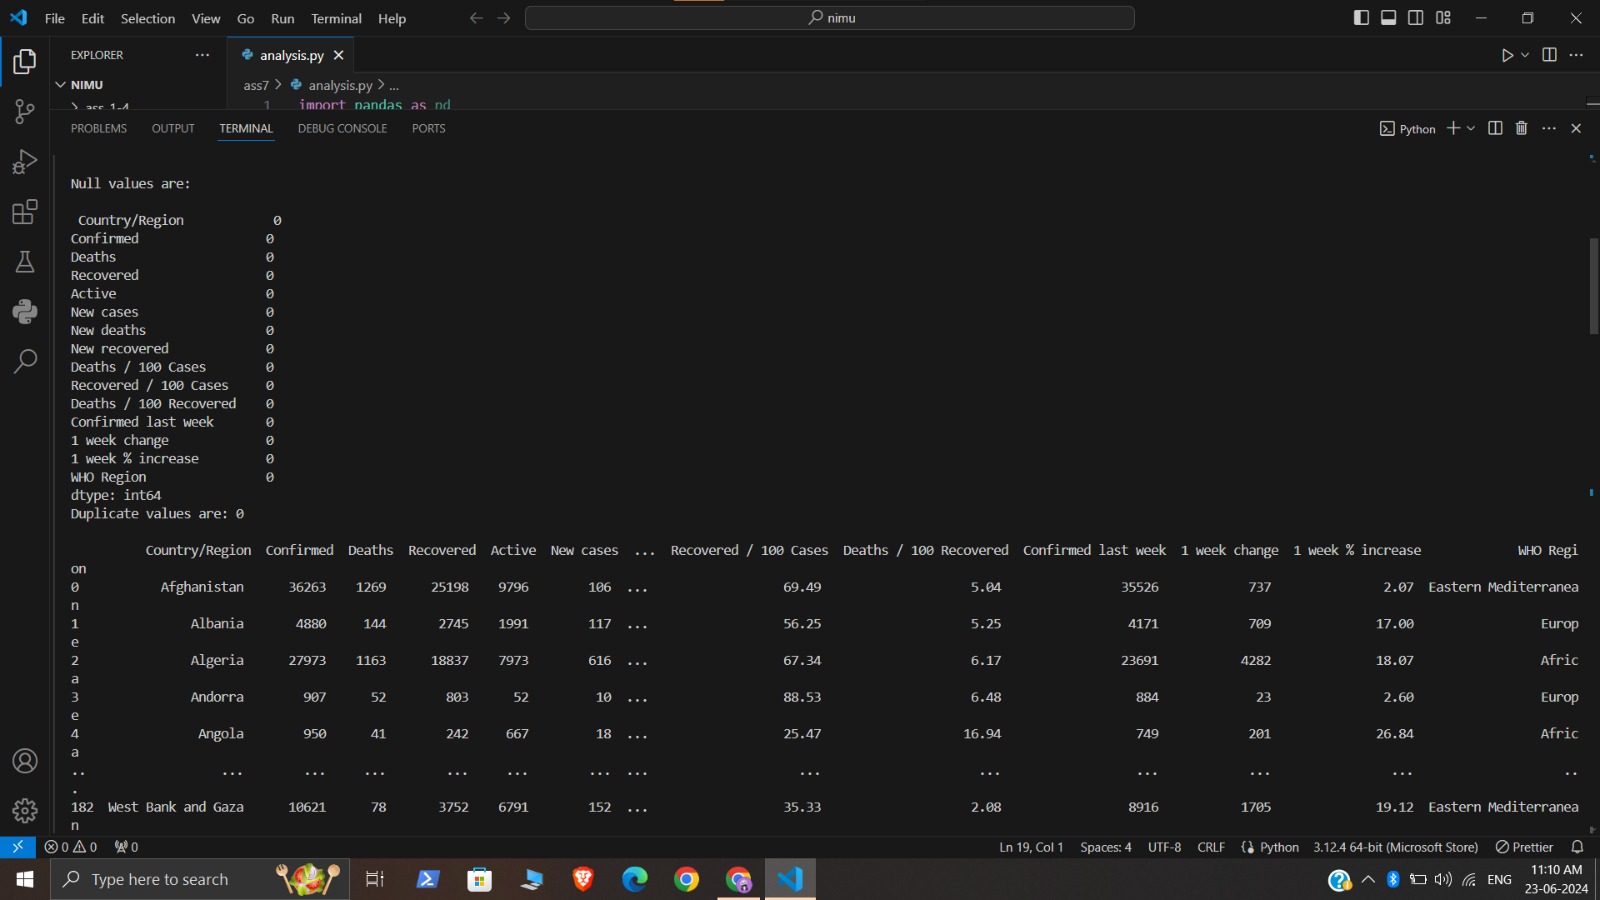 File Edit Selection View Go Run Terminal Help
nimu
EXPLORER
analysis.py
NIMU
ass7 > analysis.py > ...
ass 1-4
1 import pandas as pd
PROBLEMS OUTPUT TERMINAL DEBUG CONSOLE PORTS
Python
Null values are:
Country/Region 0
Confirmed 0
Deaths 0
Recovered 0
Active 0
New cases 0
New deaths 0
New recovered 0
Deaths / 100 Cases 0
Recovered / 100 Cases 0
Deaths / 100 Recovered 0
Confirmed last week 0
1 week change 0
1 week % increase 0
WHO Region 0
dtype: int64
Duplicate values are: 0
Country/Region Confirmed Deaths Recovered Active New cases ... Recovered / 100 Cases Deaths / 100 Recovered Confirmed last week 1 week change 1 week % increase WHO Regi
on
0 Afghanistan 36263 1269 25198 9796 106 ... 69.49 5.04 35526 737 2.07 Eastern Mediterranea
n
1 Albania 4880 144 2745 1991 117 ... 56.25 5.25 4171 709 17.00 Europ
e
2 Algeria 27973 1163 18837 7973 616 ... 67.34 6.17 23691 4282 18.07 Afric
a
3 Andorra 907 52 803 52 10 ... 88.53 6.48 884 23 2.60 Europ
e
4 Angola 950 41 242 667 18 ... 25.47 16.94 749 201 26.84 Afric
a
.. ... ... ... ... ... ... ... ... ... ... ... ... ..
.
182 West Bank and Gaza 10621 78 3752 6791 152 ... 35.33 2.08 8916 1705 19.12 Eastern Mediterranea
n
0 0 0 Ln 19, Col 1 Spaces: 4 UTF-8 CRLF Python 3.12.4 64-bit (Microsoft Store) Prettier
Type here to search
ENG
11:10 AM
23-06-2024